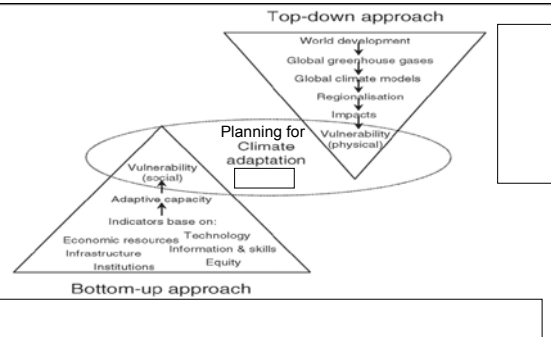 Top-down approach
World development
Global greenhouse gases
Global climate models
Regionalisation
Impacts
Vulnerability
(physical)
Planning for
Climate
adaptation
Vulnerability
(social)
Adaptive capacity
Indicators base on:
Economic resources Technology
Infrastructure Information & skills
Institutions Equity
Bottom-up approach